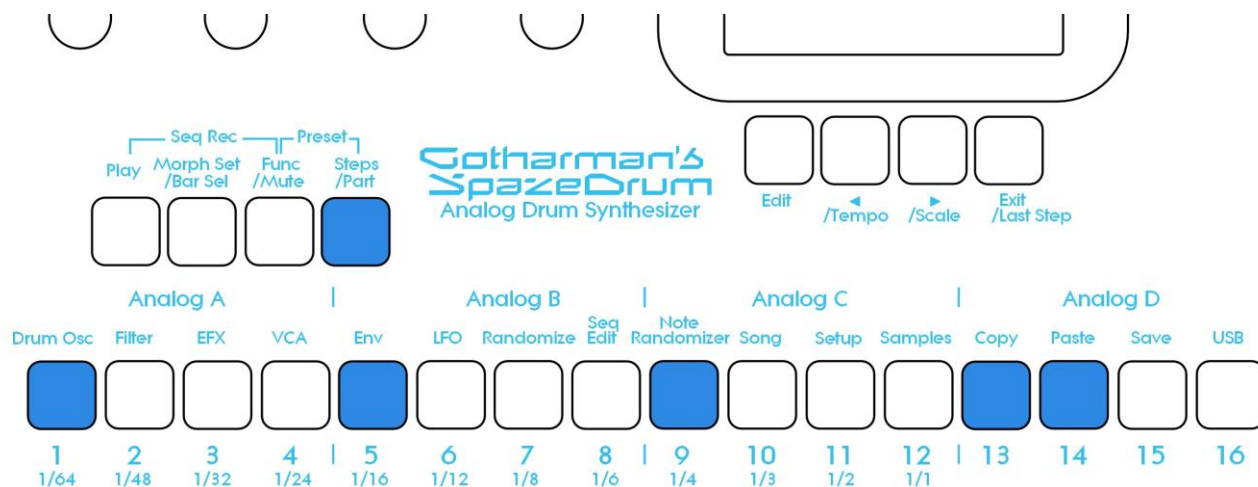 Seq Rec Preset
Play Morph Set /Bar Sel Func /Mute Steps /Part
Gotharman's
SpazeDrum
Analog Drum Synthesizer
Edit ◄ /Tempo ► /Scale Exit /Last Step
Analog A | Analog B | Analog C | Analog D
Drum Osc Filter EFX VCA Env LFO Randomize Seq Edit Note Randomizer Song Setup Samples Copy Paste Save USB
1 2 3 4 | 5 6 7 8 | 9 10 11 12 | 13 14 15 16
1/64 1/48 1/32 1/24 1/16 1/12 1/8 1/6 1/4 1/3 1/2 1/1